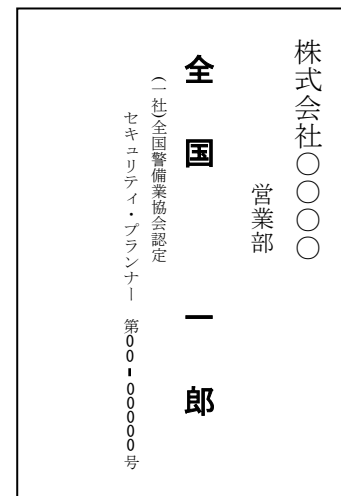 株式会社〇〇〇〇
営業部
全国 一郎
(一社)全国警備業協会認定
セキュリティ・プランナー 第00-00000号